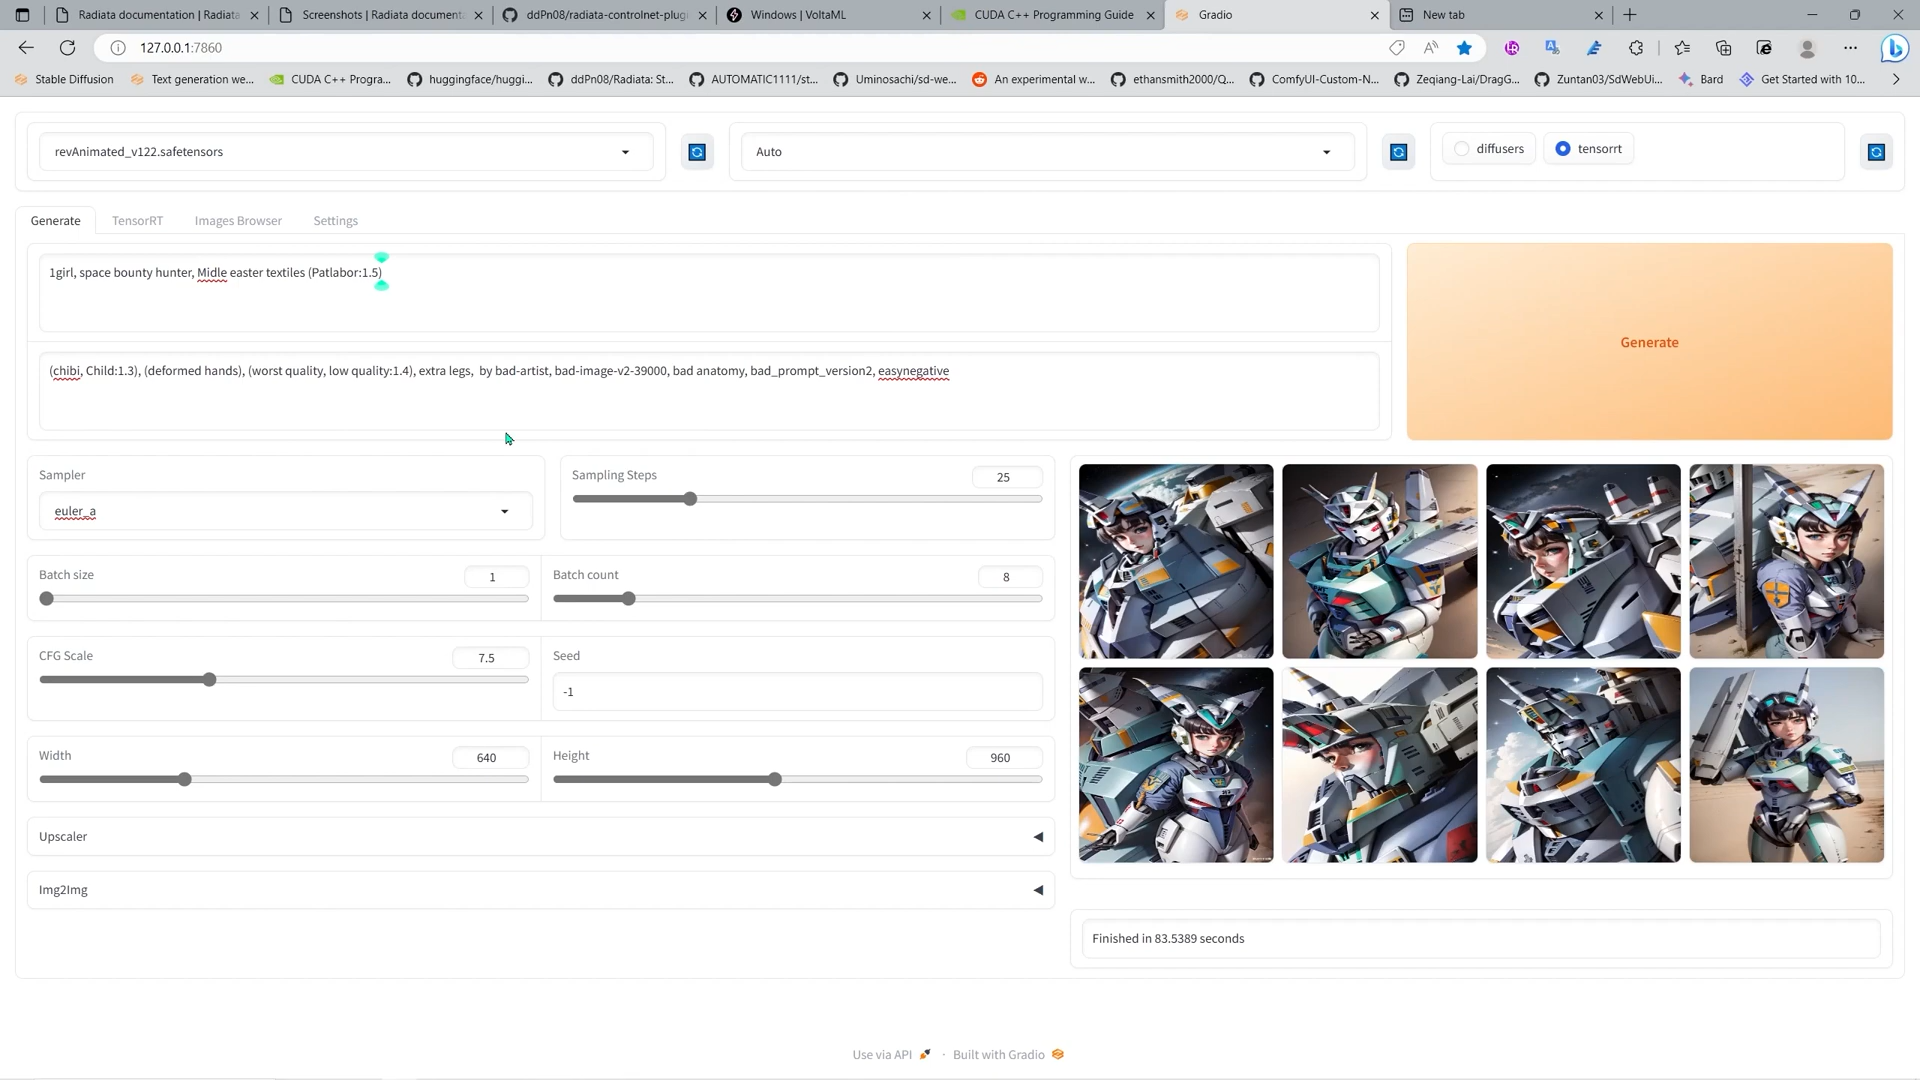 Radiata documentation | Radiata
Screenshots | Radiata documenta
ddPn08/radiata-controlnet-plug
Windows | VoltaML
CUDA C++ Programming Guide
Gradio
New tab
127.0.0.1:7860
Stable Diffusion
Text generation we...
CUDA C++ Progra...
huggingface/huggi...
ddPn08/Radiata: St...
AUTOMATIC1111/st...
Uminosachi/sd-we...
An experimental w...
ethansmith2000/Q...
ComfyUI-Custom-N...
Zeqiang-Lai/DragG...
Zuntan03/SdWebUi...
Bard
Get Started with 10...
revAnimated_v122.safetensors
Auto
diffusers
tensorrt
Generate
TensorRT
Images Browser
Settings
1girl, space bounty hunter, Midle easter textiles (Patlabor:1.5)
Generate
(chibi, Child:1.3), (deformed hands), (worst quality, low quality:1.4), extra legs,  by bad-artist, bad-image-v2-39000, bad anatomy, bad_prompt_version2, easynegative
Sampler
euler_a
Sampling Steps
25
Batch size
1
Batch count
8
CFG Scale
7.5
Seed
-1
Width
640
Height
960
Upscaler
Img2Img
Finished in 83.5389 seconds
Use via API
·
Built with Gradio